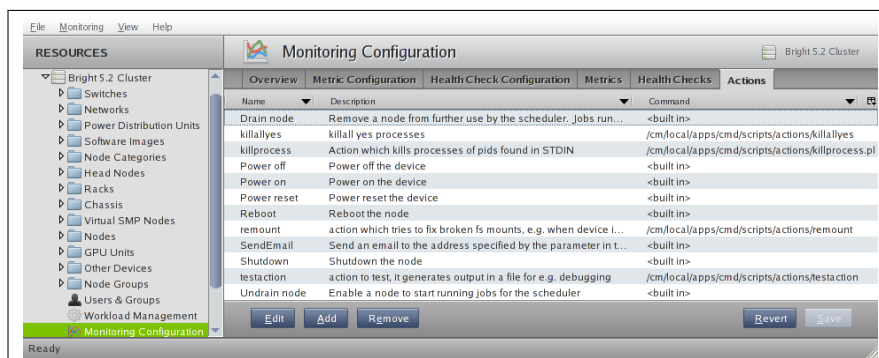 File Monitoring View Help
RESOURCES
Monitoring Configuration
Bright 5.2 Cluster
Bright 5.2 Cluster
Switches
Networks
Power Distribution Units
Software Images
Node Categories
Head Nodes
Racks
Chassis
Virtual SMP Nodes
Nodes
GPU Units
Other Devices
Node Groups
Users & Groups
Workload Management
Monitoring Configuration
Overview Metric Configuration Health Check Configuration Metrics Health Checks Actions
Name Description Command
Drain node Remove a node from further use by the scheduler. Jobs run... <built in>
killallyes killall yes processes /cm/local/apps/cmd/scripts/actions/killallyes
killprocess Action which kills processes of pids found in STDIN /cm/local/apps/cmd/scripts/actions/killprocess.pl
Power off Power off the device <built in>
Power on Power on the device <built in>
Power reset Power reset the device <built in>
Reboot Reboot the node <built in>
remount action which tries to fix broken fs mounts, e.g. when device i... /cm/local/apps/cmd/scripts/actions/remount
SendEmail Send an email to the address specified by the parameter in t... <built in>
Shutdown Shutdown the node <built in>
testaction action to test, it generates output in a file for e.g. debugging /cm/local/apps/cmd/scripts/actions/testaction
Undrain node Enable a node to start running jobs for the scheduler <built in>
Edit Add Remove Revert Save
Ready